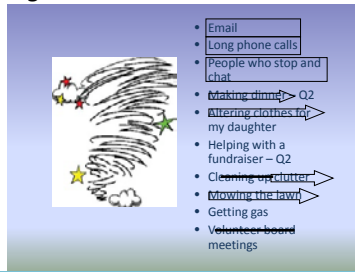 • Email
• Long phone calls
• People who stop and
chat
• Making dinner – Q2
• Altering clothes for
my daughter
• Helping with a
fundraiser – Q2
• Cleaning up clutter
• Mowing the lawn
• Getting gas
• Volunteer board
meetings